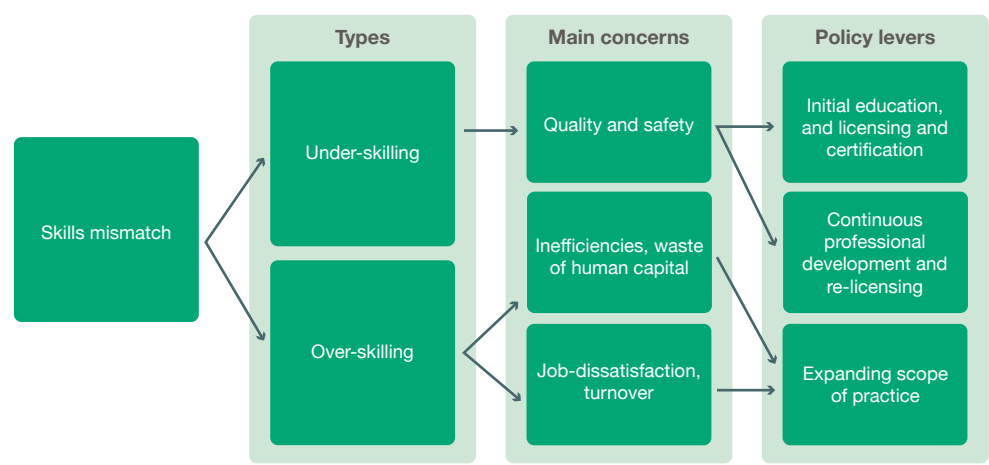 Types
Main concerns
Policy levers
Skills mismatch
Under-skilling
Over-skilling
Quality and safety
Inefficiencies, waste
of human capital
Job-dissatisfaction,
turnover
Initial education,
and licensing and
certification
Continuous
professional
development and
re-licensing
Expanding scope
of practice